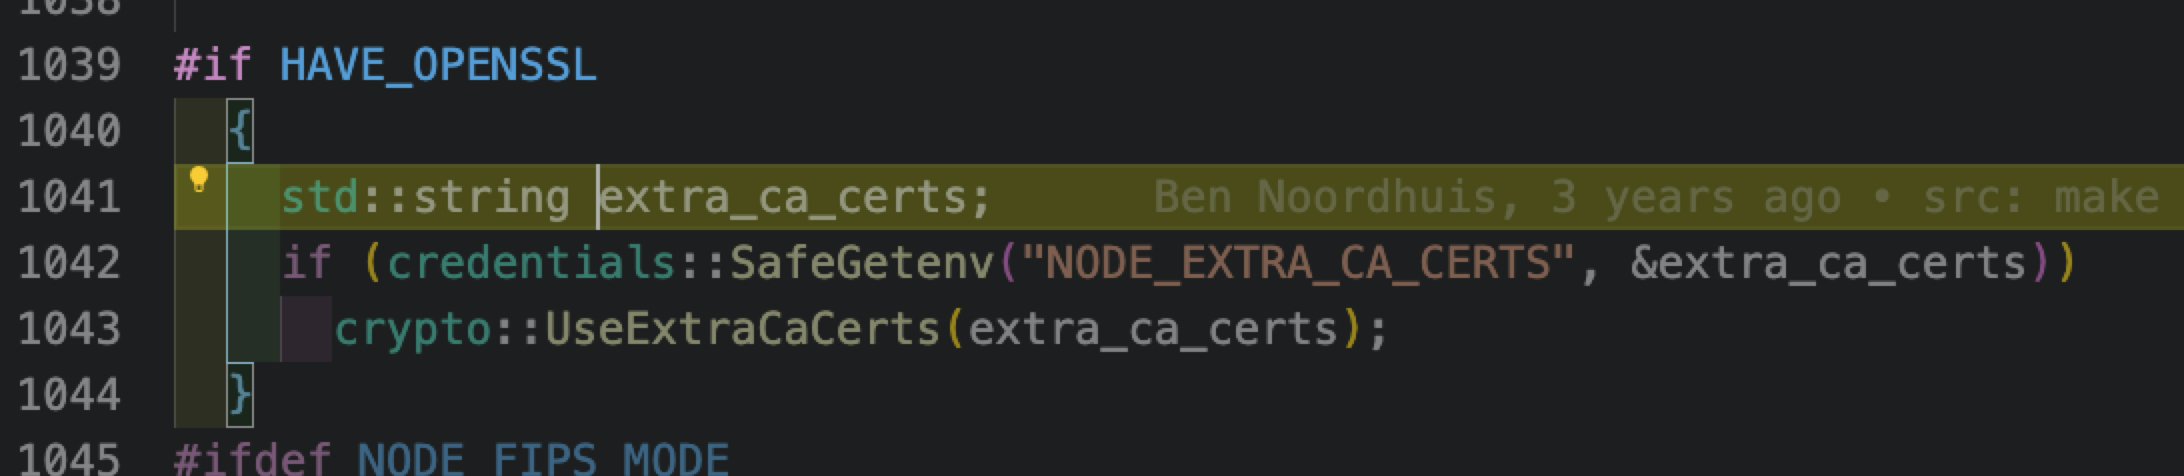 1038
1039 #if HAVE_OPENSSL
1040 {
1041 std::string extra_ca_certs; Ben Noordhuis, 3 years ago • src: make
1042 if (credentials::SafeGetenv("NODE_EXTRA_CA_CERTS", &extra_ca_certs))
1043 crypto::UseExtraCaCerts(extra_ca_certs);
1044 }
1045 #ifdef NODE_FIPS_MODE